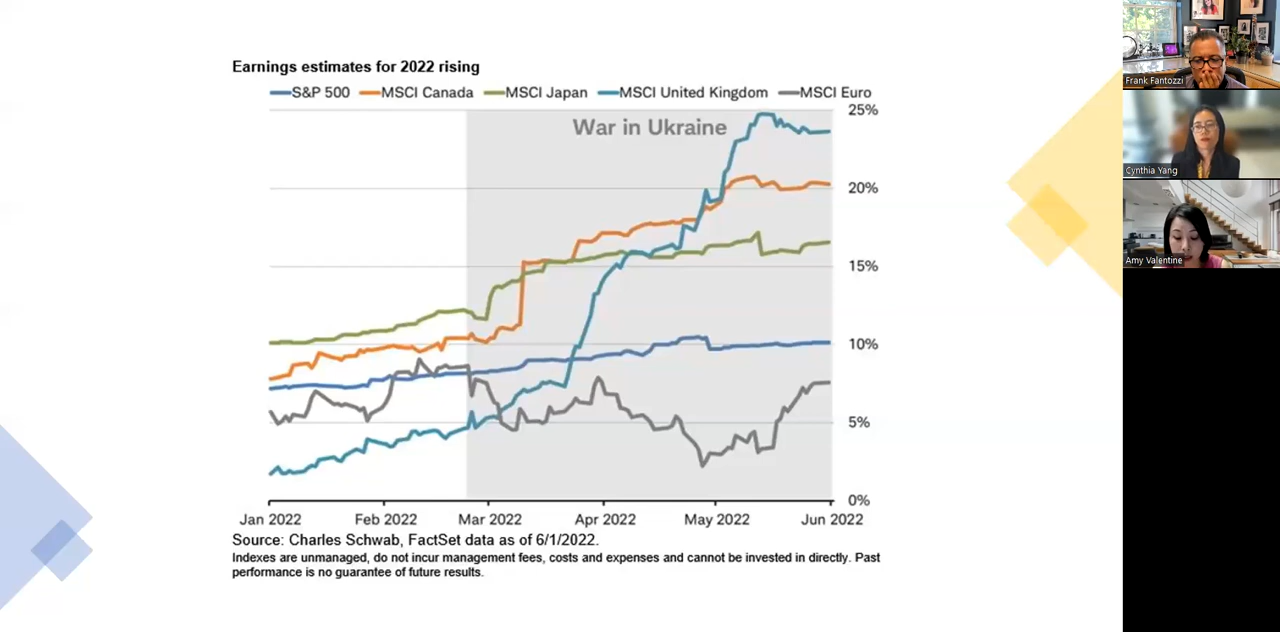 Earnings estimates for 2022 rising
S&P 500 MSCI Canada MSCI Japan MSCI United Kingdom MSCI Euro
War in Ukraine
25%
20%
15%
10%
5%
0%
Jan 2022 Feb 2022 Mar 2022 Apr 2022 May 2022 Jun 2022
Source: Charles Schwab, FactSet data as of 6/1/2022.
Indexes are unmanaged, do not incur management fees, costs and expenses and cannot be invested in directly. Past
performance is no guarantee of future results.
Frank Fantozzi
Cynthia Yang
Amy Valentine